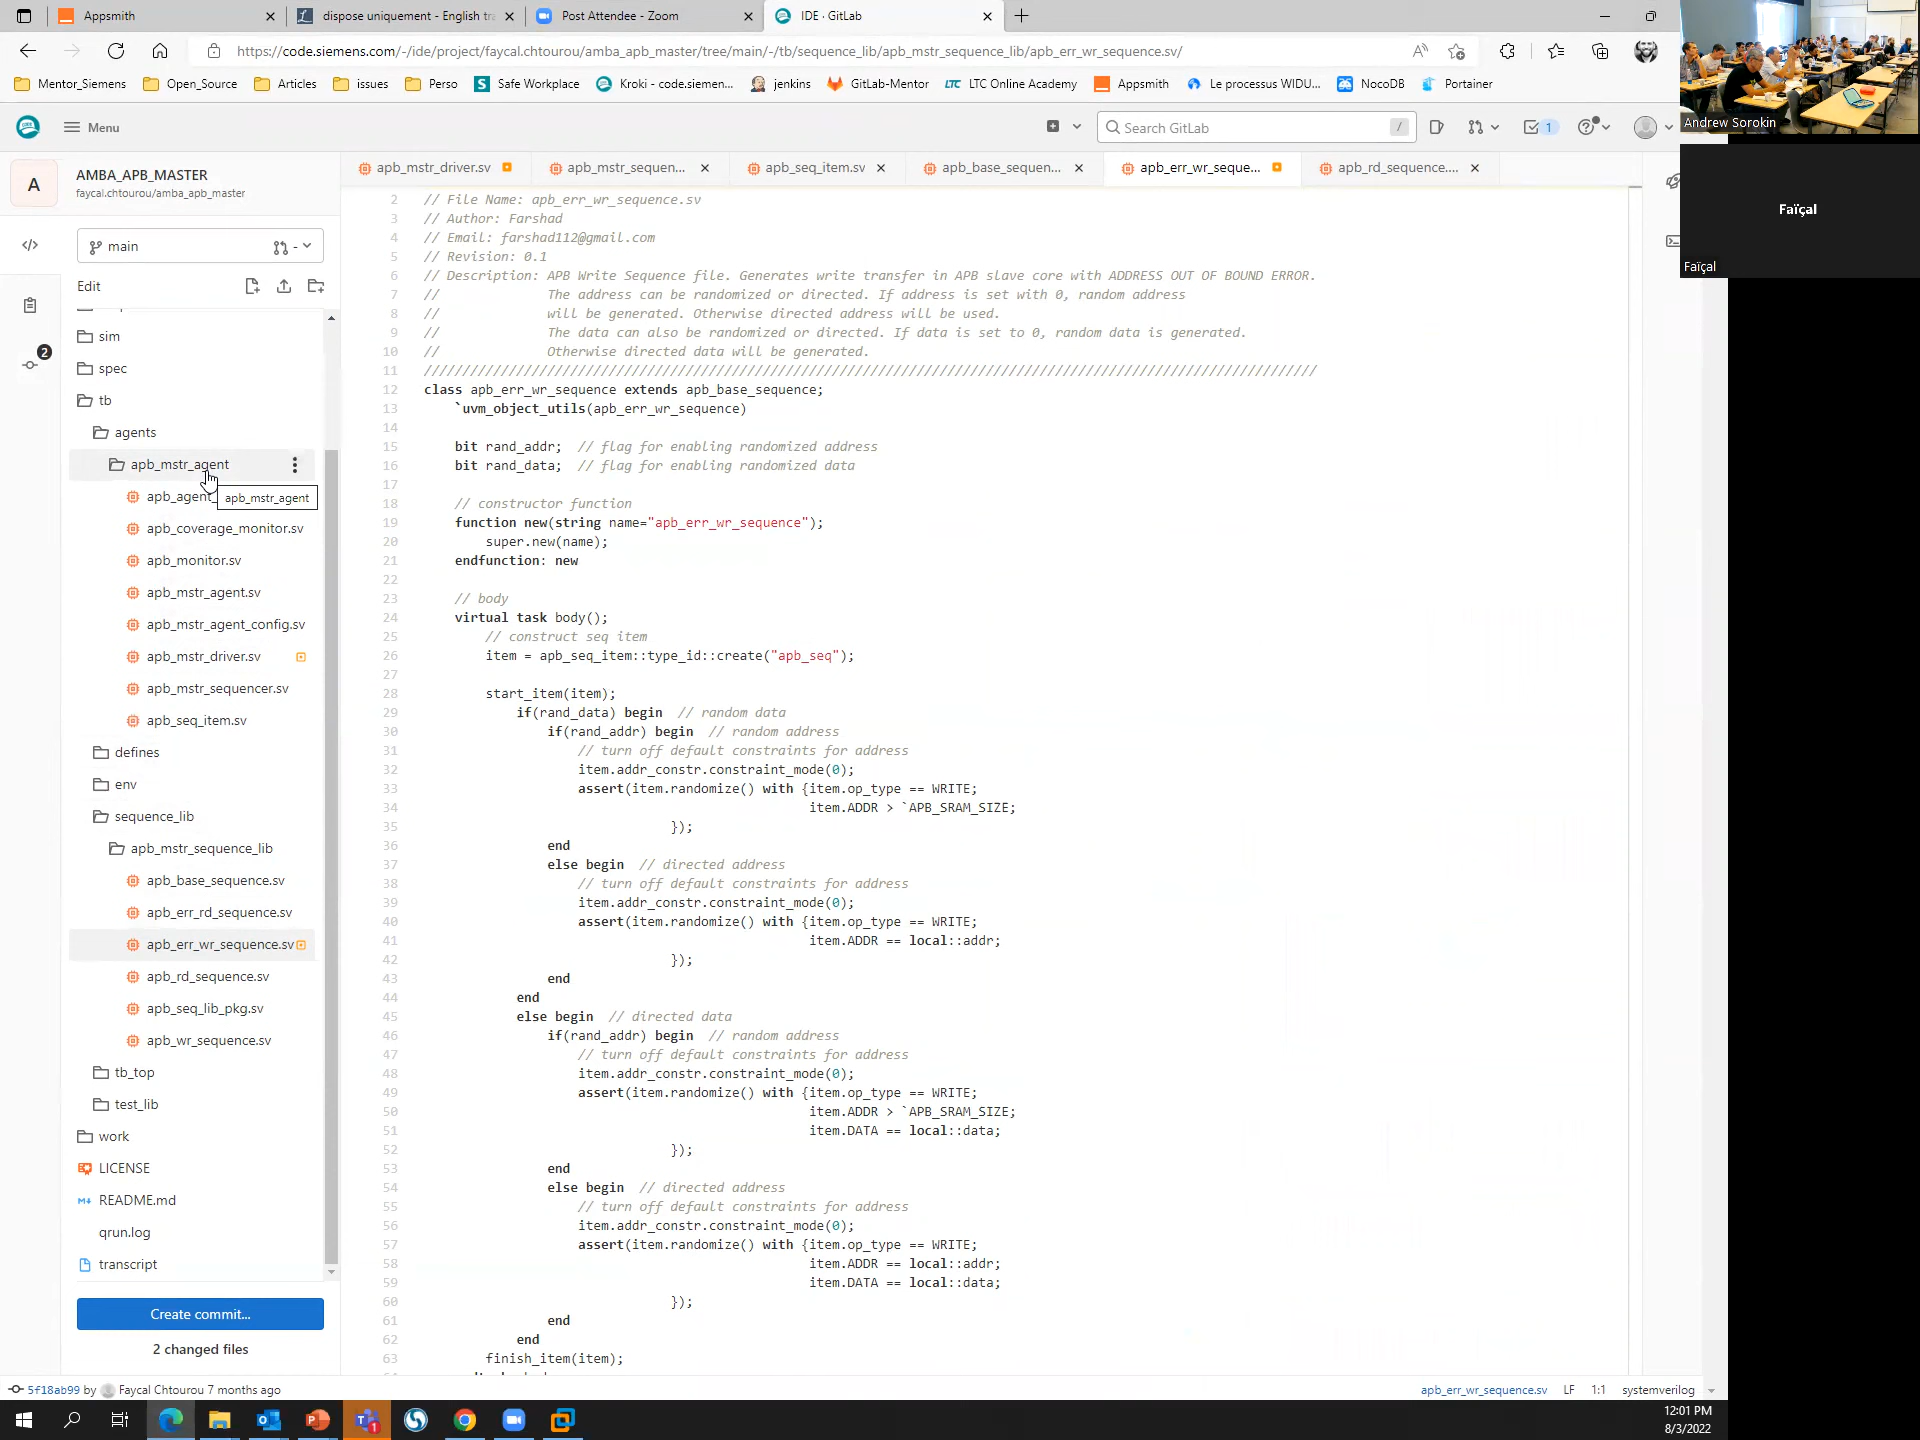 Appsmith
dispose uniquement - English tra
Post Attendee - Zoom
IDE · GitLab
https://code.siemens.com/-/ide/project/faycal.chtourou/amba_apb_master/tree/main/-/tb/sequence_lib/apb_mstr_sequence_lib/apb_err_wr_sequence.sv/
Mentor_Siemens
Open_Source
Articles
issues
Perso
Safe Workplace
Kroki - code.siemen...
jenkins
GitLab-Mentor
LTC Online Academy
Appsmith
Le processus WIDU...
NocoDB
Portainer
Menu
Search GitLab
/
1
A
AMBA_APB_MASTER
faycal.chtourou/amba_apb_master
apb_mstr_driver.sv
apb_mstr_sequen...
apb_seq_item.sv
apb_base_sequen...
apb_err_wr_seque...
apb_rd_sequence....
main
-
Edit
2
sim
spec
tb
agents
apb_mstr_agent
apb_agent_
apb_mstr_agent
apb_coverage_monitor.sv
apb_monitor.sv
apb_mstr_agent.sv
apb_mstr_agent_config.sv
apb_mstr_driver.sv
apb_mstr_sequencer.sv
apb_seq_item.sv
defines
env
sequence_lib
apb_mstr_sequence_lib
apb_base_sequence.sv
apb_err_rd_sequence.sv
apb_err_wr_sequence.sv
apb_rd_sequence.sv
apb_seq_lib_pkg.sv
apb_wr_sequence.sv
tb_top
test_lib
work
LICENSE
README.md
qrun.log
transcript
Create commit...
2 changed files
2 // File Name: apb_err_wr_sequence.sv
3 // Author: Farshad
4 // Email: farshad112@gmail.com
5 // Revision: 0.1
6 // Description: APB Write Sequence file. Generates write transfer in APB slave core with ADDRESS OUT OF BOUND ERROR.
7 // The address can be randomized or directed. If address is set with 0, random address
8 // will be generated. Otherwise directed address will be used.
9 // The data can also be randomized or directed. If data is set to 0, random data is generated.
10 // Otherwise directed data will be generated.
11 ////////////////////////////////////////////////////////////////////////////////////////////////////////////////////
12 class apb_err_wr_sequence extends apb_base_sequence;
13 `uvm_object_utils(apb_err_wr_sequence)
14
15 bit rand_addr; // flag for enabling randomized address
16 bit rand_data; // flag for enabling randomized data
17
18 // constructor function
19 function new(string name="apb_err_wr_sequence");
20 super.new(name);
21 endfunction: new
22
23 // body
24 virtual task body();
25 // construct seq item
26 item = apb_seq_item::type_id::create("apb_seq");
27
28 start_item(item);
29 if(rand_data) begin // random data
30 if(rand_addr) begin // random address
31 // turn off default constraints for address
32 item.addr_constr.constraint_mode(0);
33 assert(item.randomize() with {item.op_type == WRITE;
34 item.ADDR > `APB_SRAM_SIZE;
35 });
36 end
37 else begin // directed address
38 // turn off default constraints for address
39 item.addr_constr.constraint_mode(0);
40 assert(item.randomize() with {item.op_type == WRITE;
41 item.ADDR == local::addr;
42 });
43 end
44 end
45 else begin // directed data
46 if(rand_addr) begin // random address
47 // turn off default constraints for address
48 item.addr_constr.constraint_mode(0);
49 assert(item.randomize() with {item.op_type == WRITE;
50 item.ADDR > `APB_SRAM_SIZE;
51 item.DATA == local::data;
52 });
53 end
54 else begin // directed address
55 // turn off default constraints for address
56 item.addr_constr.constraint_mode(0);
57 assert(item.randomize() with {item.op_type == WRITE;
58 item.ADDR == local::addr;
59 item.DATA == local::data;
60 });
61 end
62 end
63 finish_item(item);
5f18ab99 by Faycal Chtourou 7 months ago
apb_err_wr_sequence.sv LF 1:1 systemverilog
12:01 PM
8/3/2022
Andrew Sorokin
Faïçal
Faïçal